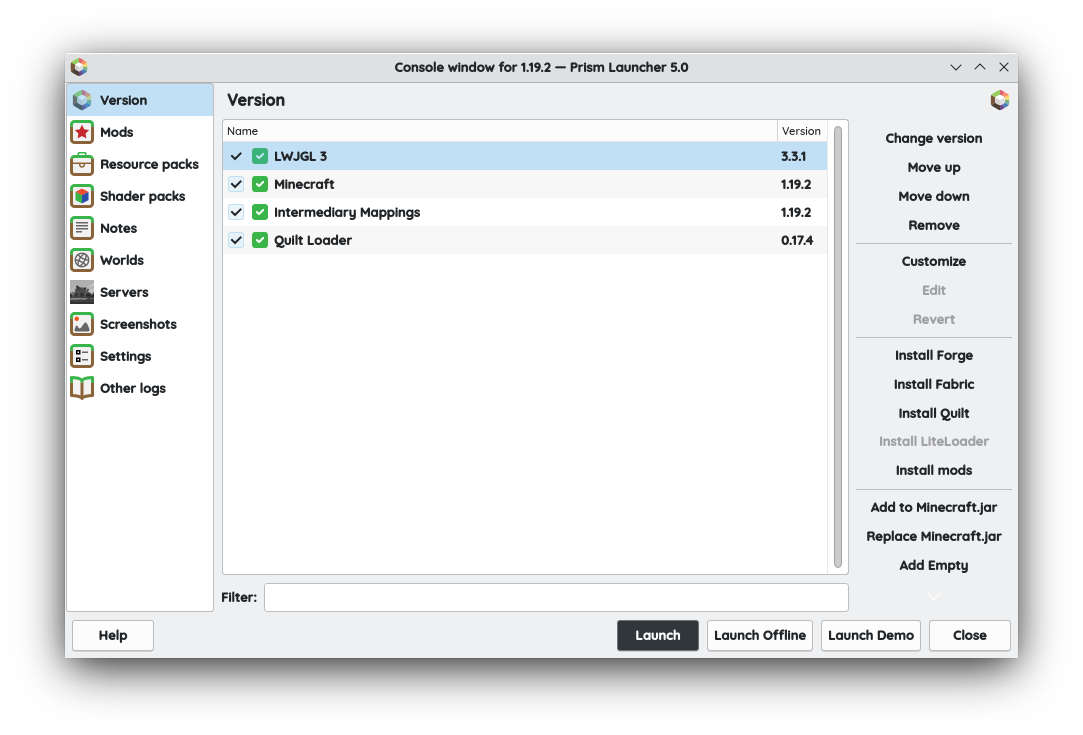 Console window for 1.19.2 — Prism Launcher 5.0
Version
Mods
Resource packs
Shader packs
Notes
Worlds
Servers
Screenshots
Settings
Other logs
Version
Name Version
LWJGL 3 3.3.1
Minecraft 1.19.2
Intermediary Mappings 1.19.2
Quilt Loader 0.17.4
Filter:
Change version
Move up
Move down
Remove
Customize
Edit
Revert
Install Forge
Install Fabric
Install Quilt
Install LiteLoader
Install mods
Add to Minecraft.jar
Replace Minecraft.jar
Add Empty
Help Launch Launch Offline Launch Demo Close